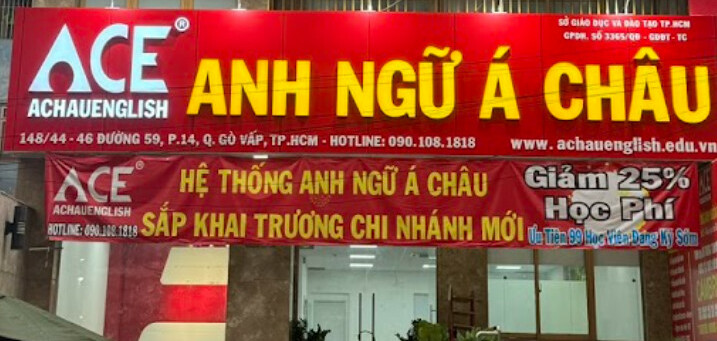 SỞ GIÁO DỤC VÀ ĐÀO TẠO TP.HCM
GPDH. SỐ 3365/QĐ - GDĐT - TC
ACE®
ACHAUENGLISH
ANH NGỮ Á CHÂU
148/44 - 46 ĐƯỜNG 59, P.14, Q. GÒ VẤP, TP.HCM - HOTLINE: 090.108.1818
www.achauenglish.edu.vn
ACE®
ACHAUENGLISH
HOTLINE: 090.108.1818
HỆ THỐNG ANH NGỮ Á CHÂU
SẮP KHAI TRƯƠNG CHI NHÁNH MỚI
Giảm 25%
Học Phí
Ưu Tiên 99 Học Viên Đăng Ký Sớm